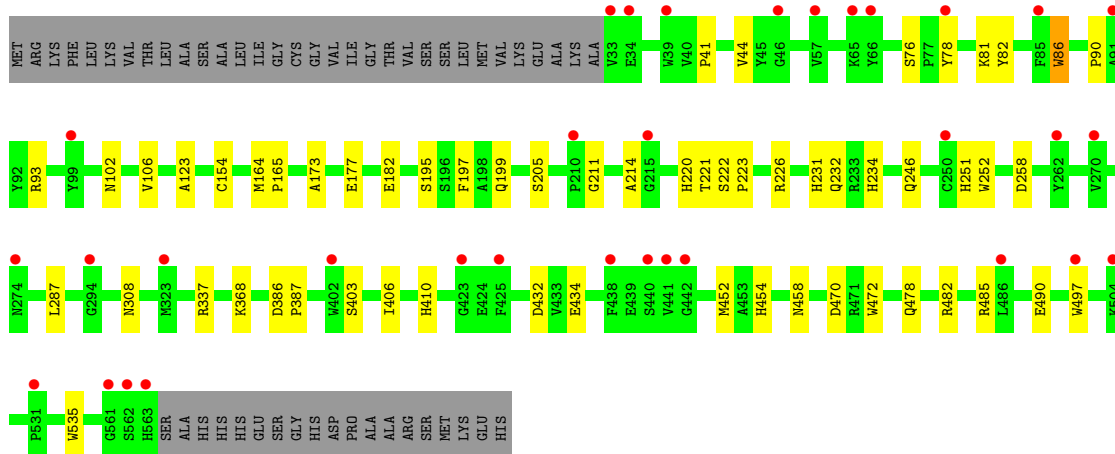 MET ARG LYS PHE LEU LEU LYS VAL THR LEU ALA SER ALA ALA LEU ILE GLY CYS GLY VAL ILE GLY THR VAL SER SER LEU MET VAL LYS GLU ALA LYS ALA V33 E34 W39 V40 P41 V44 Y45 G46 V57 K65 Y66 S76 P77 Y78 K81 Y82 F85 W86 P90 A91
Y92 R93 Y99 N102 V106 A123 C154 M164 P165 A173 E177 E182 S195 S196 F197 A198 Q199 S205 P210 G211 A214 G215 H220 T221 S222 P223 R226 H231 Q232 R233 H234 Q246 C250 H251 W252 D258 Y262 V270
N274 L287 G294 N308 M323 R337 K368 D386 P387 W402 S403 I406 H410 G423 E424 F425 D432 V433 E434 F438 E439 S440 V441 G442 M452 A453 H454 N458 D470 R471 W472 Q478 R482 R485 L486 E490 W497 K504
P531 W535 G561 S562 H563 SER ALA HIS HIS HIS GLU SER GLY HIS ASP PRO ALA ALA ARG SER MET LYS GLU HIS